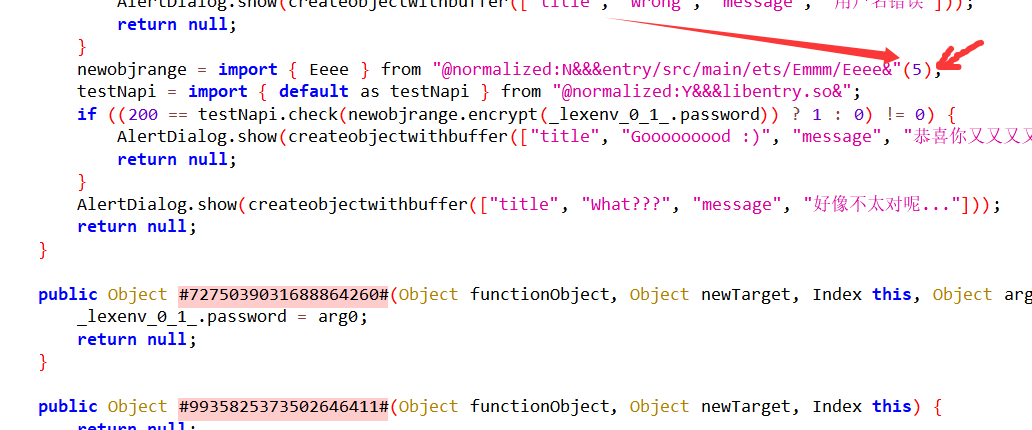 AlertDialog.show(createobjectwithbuffer(["title", "Wrong", "message", "用户名错误"]));
return null;
}
newobjrange = import { Eeee } from "@normalized:N&&&entry/src/main/ets/Emmm/Eeee&"(5);
testNapi = import { default as testNapi } from "@normalized:Y&&&libentry.so&";
if ((200 == testNapi.check(newobjrange.encrypt(_lexenv_0_1_.password)) ? 1 : 0) != 0) {
AlertDialog.show(createobjectwithbuffer(["title", "Goooooooood :)", "message", "恭喜你又又又又
return null;
}
AlertDialog.show(createobjectwithbuffer(["title", "What???", "message", "好像不太对呢..."]));
return null;
}
public Object #7275039031688864260#(Object functionObject, Object newTarget, Index this, Object arg
_lexenv_0_1_.password = arg0;
return null;
}
public Object #9935825373502646411#(Object functionObject, Object newTarget, Index this) {
return null;